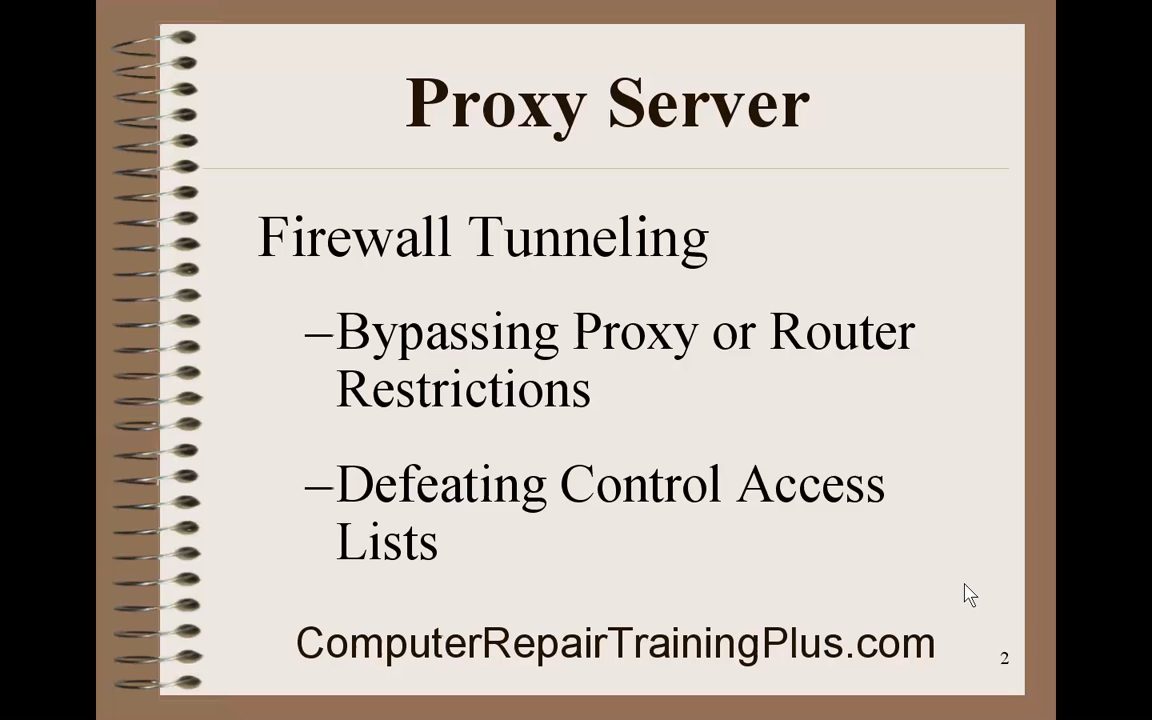 Proxy Server
Firewall Tunneling
–Bypassing Proxy or Router
Restrictions
–Defeating Control Access
Lists
ComputerRepairTrainingPlus.com
2